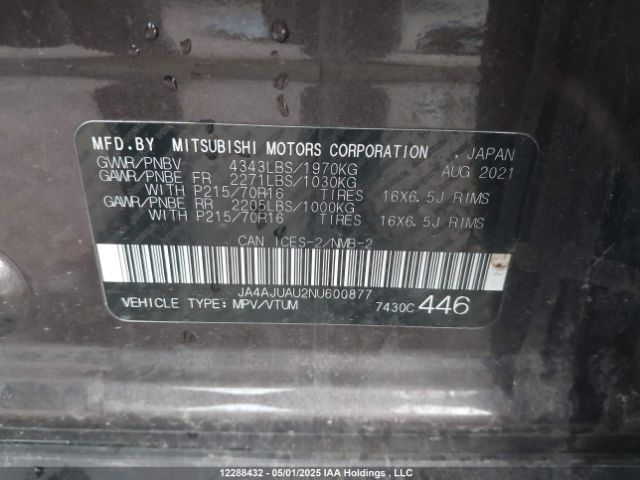 MFD.BY MITSUBISHI MOTORS CORPORATION , JAPAN
GVWR/PNBV 4343LBS/1970KG AUG 2021
GAWR/PNBE FR 2271LBS/1030KG
WITH P215/70R16 TIRES 16X6.5J RIMS
GAWR/PNBE RR 2205LBS/1000KG
WITH P215/70R16 TIRES 16X6.5J RIMS
CAN ICES-2/NMB-2
JA4AJUAU2NU600877
VEHICLE TYPE: MPV/VTUM 7430C 446
12288432 - 05/01/2025 IAA Holdings , LLC.